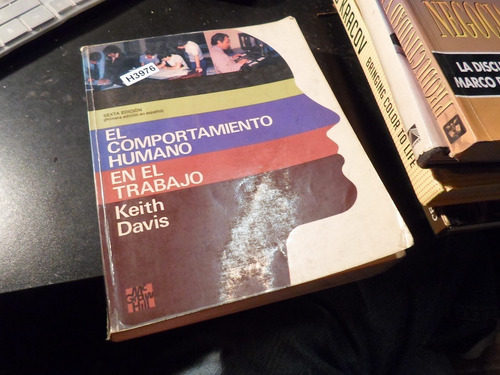 H3976
SEXTA EDICIÓN
(Primera edición en español)
EL
COMPORTAMIENTO
HUMANO
EN EL
TRABAJO
Keith
Davis
Mc
Graw
Hill
BRINGING COLOR TO
LA DISCI
MARCO